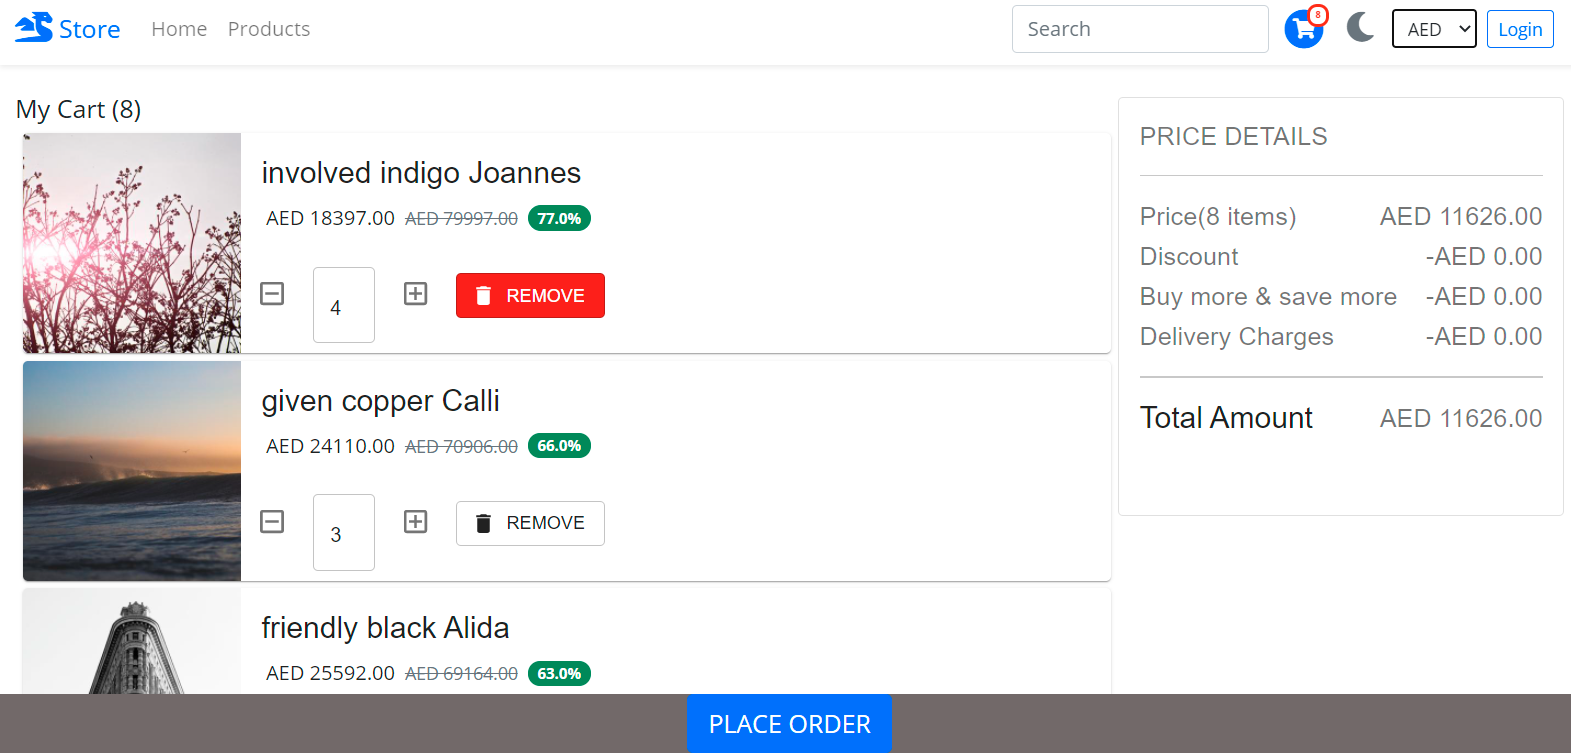 Store Home Products Search 8 AED Login
My Cart (8)
involved indigo Joannes
AED 18397.00 AED 79997.00 77.0%
4 REMOVE
given copper Calli
AED 24110.00 AED 70906.00 66.0%
3 REMOVE
friendly black Alida
AED 25592.00 AED 69164.00 63.0%
PRICE DETAILS
Price(8 items) AED 11626.00
Discount -AED 0.00
Buy more & save more -AED 0.00
Delivery Charges -AED 0.00
Total Amount AED 11626.00
PLACE ORDER